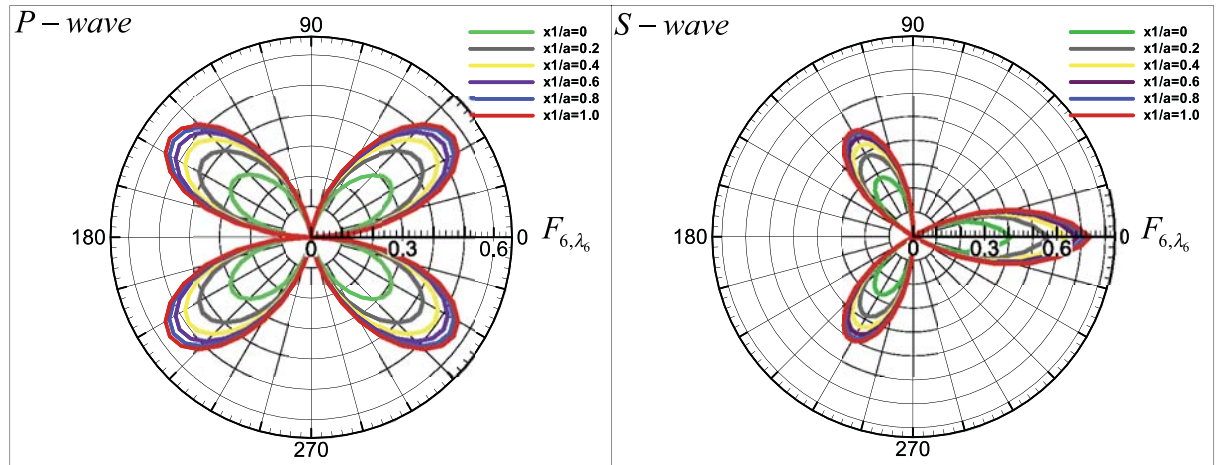 P – wave
90
x1/a=0
x1/a=0.2
x1/a=0.4
x1/a=0.6
x1/a=0.8
x1/a=1.0
180
0
0.3
0.6
0
F6,λ6
270
S – wave
90
x1/a=0
x1/a=0.2
x1/a=0.4
x1/a=0.6
x1/a=0.8
x1/a=1.0
180
0
0.3
0.6
0
F6,λ6
270